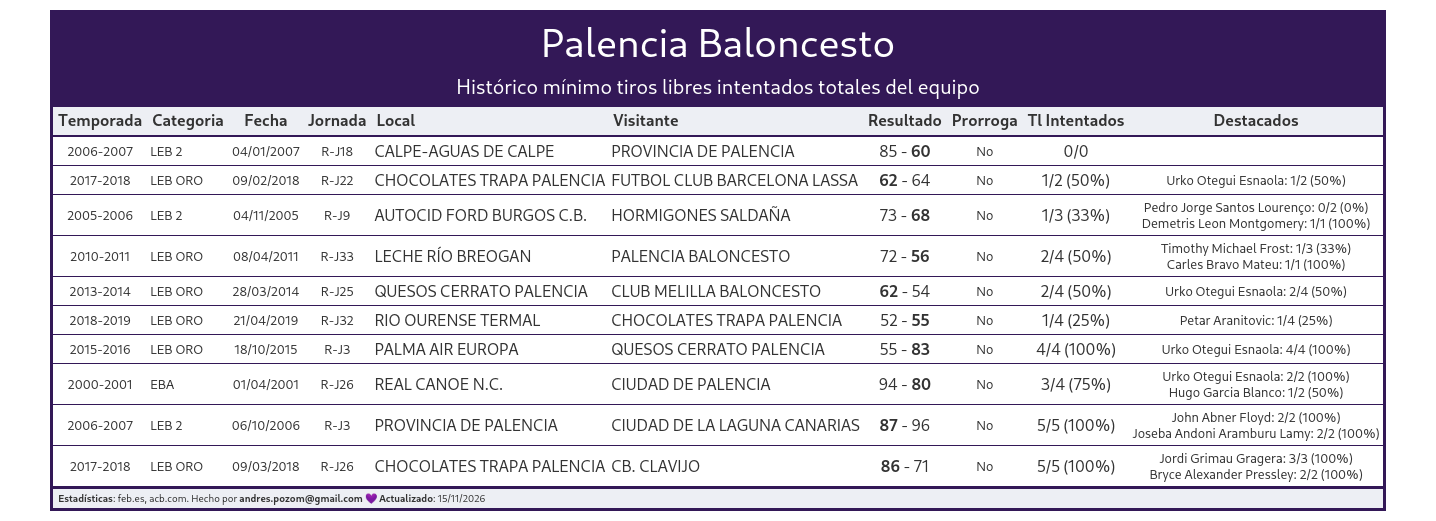 Palencia Baloncesto
Histórico mínimo tiros libres intentados totales del equipo
Temporada Categoria Fecha Jornada Local Visitante Resultado Prorroga Tl Intentados Destacados
2006-2007 LEB 2 04/01/2007 R-J18 CALPE-AGUAS DE CALPE PROVINCIA DE PALENCIA 85 - 60 No 0/0
2017-2018 LEB ORO 09/02/2018 R-J22 CHOCOLATES TRAPA PALENCIA FUTBOL CLUB BARCELONA LASSA 62 - 64 No 1/2 (50%) Urko Otegui Esnaola: 1/2 (50%)
2005-2006 LEB 2 04/11/2005 R-J9 AUTOCID FORD BURGOS C.B. HORMIGONES SALDAÑA 73 - 68 No 1/3 (33%) Pedro Jorge Santos Lourenço: 0/2 (0%)
Demetris Leon Montgomery: 1/1 (100%)
2010-2011 LEB ORO 08/04/2011 R-J33 LECHE RÍO BREOGAN PALENCIA BALONCESTO 72 - 56 No 2/4 (50%) Timothy Michael Frost: 1/3 (33%)
Carles Bravo Mateu: 1/1 (100%)
2013-2014 LEB ORO 28/03/2014 R-J25 QUESOS CERRATO PALENCIA CLUB MELILLA BALONCESTO 62 - 54 No 2/4 (50%) Urko Otegui Esnaola: 2/4 (50%)
2018-2019 LEB ORO 21/04/2019 R-J32 RIO OURENSE TERMAL CHOCOLATES TRAPA PALENCIA 52 - 55 No 1/4 (25%) Petar Aranitovic: 1/4 (25%)
2015-2016 LEB ORO 18/10/2015 R-J3 PALMA AIR EUROPA QUESOS CERRATO PALENCIA 55 - 83 No 4/4 (100%) Urko Otegui Esnaola: 4/4 (100%)
2000-2001 EBA 01/04/2001 R-J26 REAL CANOE N.C. CIUDAD DE PALENCIA 94 - 80 No 3/4 (75%) Urko Otegui Esnaola: 2/2 (100%)
Hugo Garcia Blanco: 1/2 (50%)
2006-2007 LEB 2 06/10/2006 R-J3 PROVINCIA DE PALENCIA CIUDAD DE LA LAGUNA CANARIAS 87 - 96 No 5/5 (100%) John Abner Floyd: 2/2 (100%)
Joseba Andoni Aramburu Lamy: 2/2 (100%)
2017-2018 LEB ORO 09/03/2018 R-J26 CHOCOLATES TRAPA PALENCIA CB. CLAVIJO 86 - 71 No 5/5 (100%) Jordi Grimau Gragera: 3/3 (100%)
Bryce Alexander Pressley: 2/2 (100%)
Estadísticas: feb.es, acb.com. Hecho por andres.pozom@gmail.com 💜 Actualizado: 15/11/2026